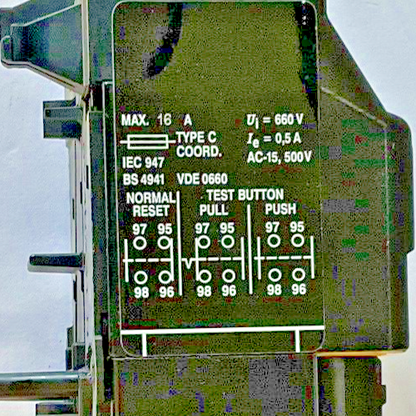 MAX. 16 A Ui = 660 V
TYPE C Ie = 0,5 A
COORD. AC-15, 500V
IEC 947
BS 4941 VDE 0660
NORMAL TEST BUTTON
RESET PULL PUSH
97 95 97 95 97 95
98 96 98 96 98 96